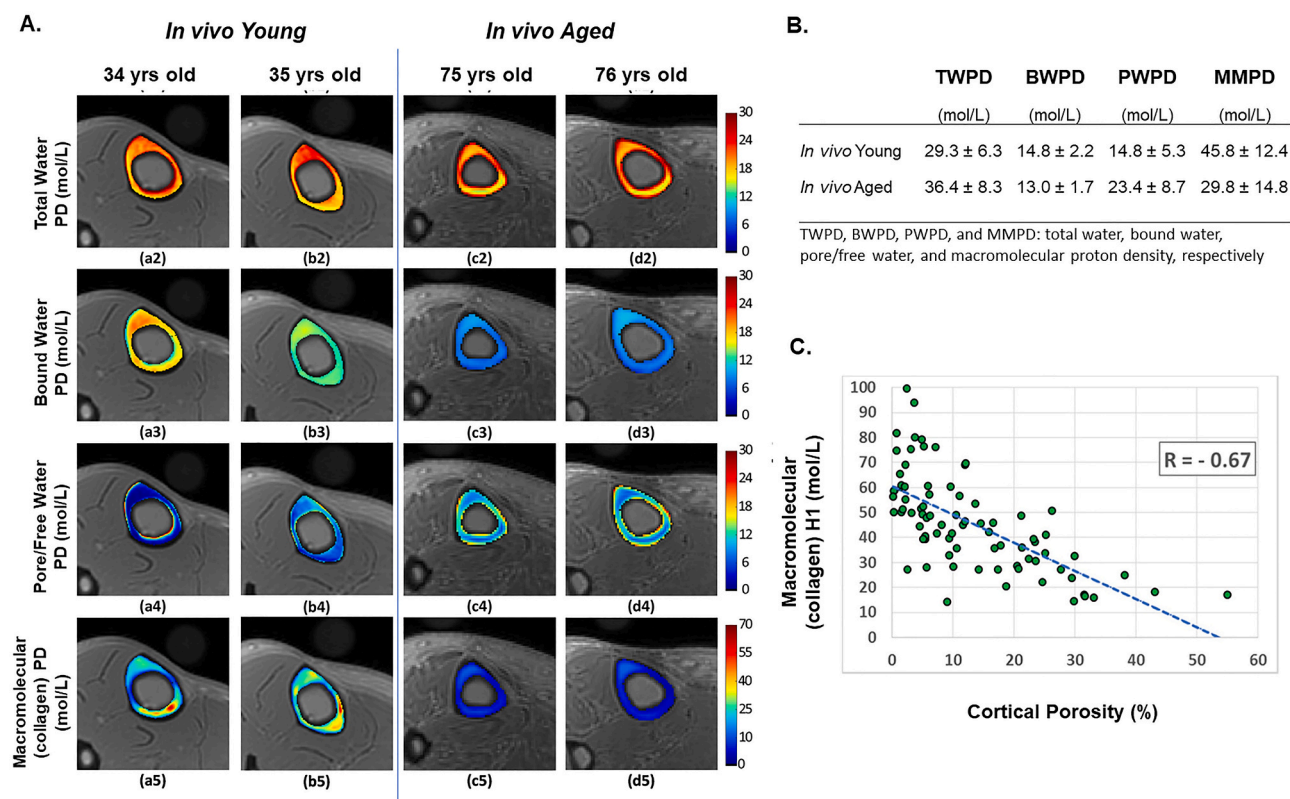 A.
In vivo Young
In vivo Aged
34 yrs old
35 yrs old
75 yrs old
76 yrs old
Total Water
PD (mol/L)
30
24
18
12
6
0
(a2)
(b2)
(c2)
(d2)
Bound Water
PD (mol/L)
30
24
18
12
6
0
(a3)
(b3)
(c3)
(d3)
Pore/Free Water
PD (mol/L)
30
24
18
12
6
0
(a4)
(b4)
(c4)
(d4)
Macromolecular
(collagen) PD
(mol/L)
70
55
40
25
10
0
(a5)
(b5)
(c5)
(d5)
B.
TWPD BWPD PWPD MMPD
(mol/L) (mol/L) (mol/L) (mol/L)
In vivo Young 29.3 ± 6.3 14.8 ± 2.2 14.8 ± 5.3 45.8 ± 12.4
In vivo Aged 36.4 ± 8.3 13.0 ± 1.7 23.4 ± 8.7 29.8 ± 14.8
TWPD, BWPD, PWPD, and MMPD: total water, bound water,
pore/free water, and macromolecular proton density, respectively
C.
Macromolecular
(collagen) H1 (mol/L)
100
90
80
70
60
50
40
30
20
10
0
R = - 0.67
0 10 20 30 40 50 60
Cortical Porosity (%)